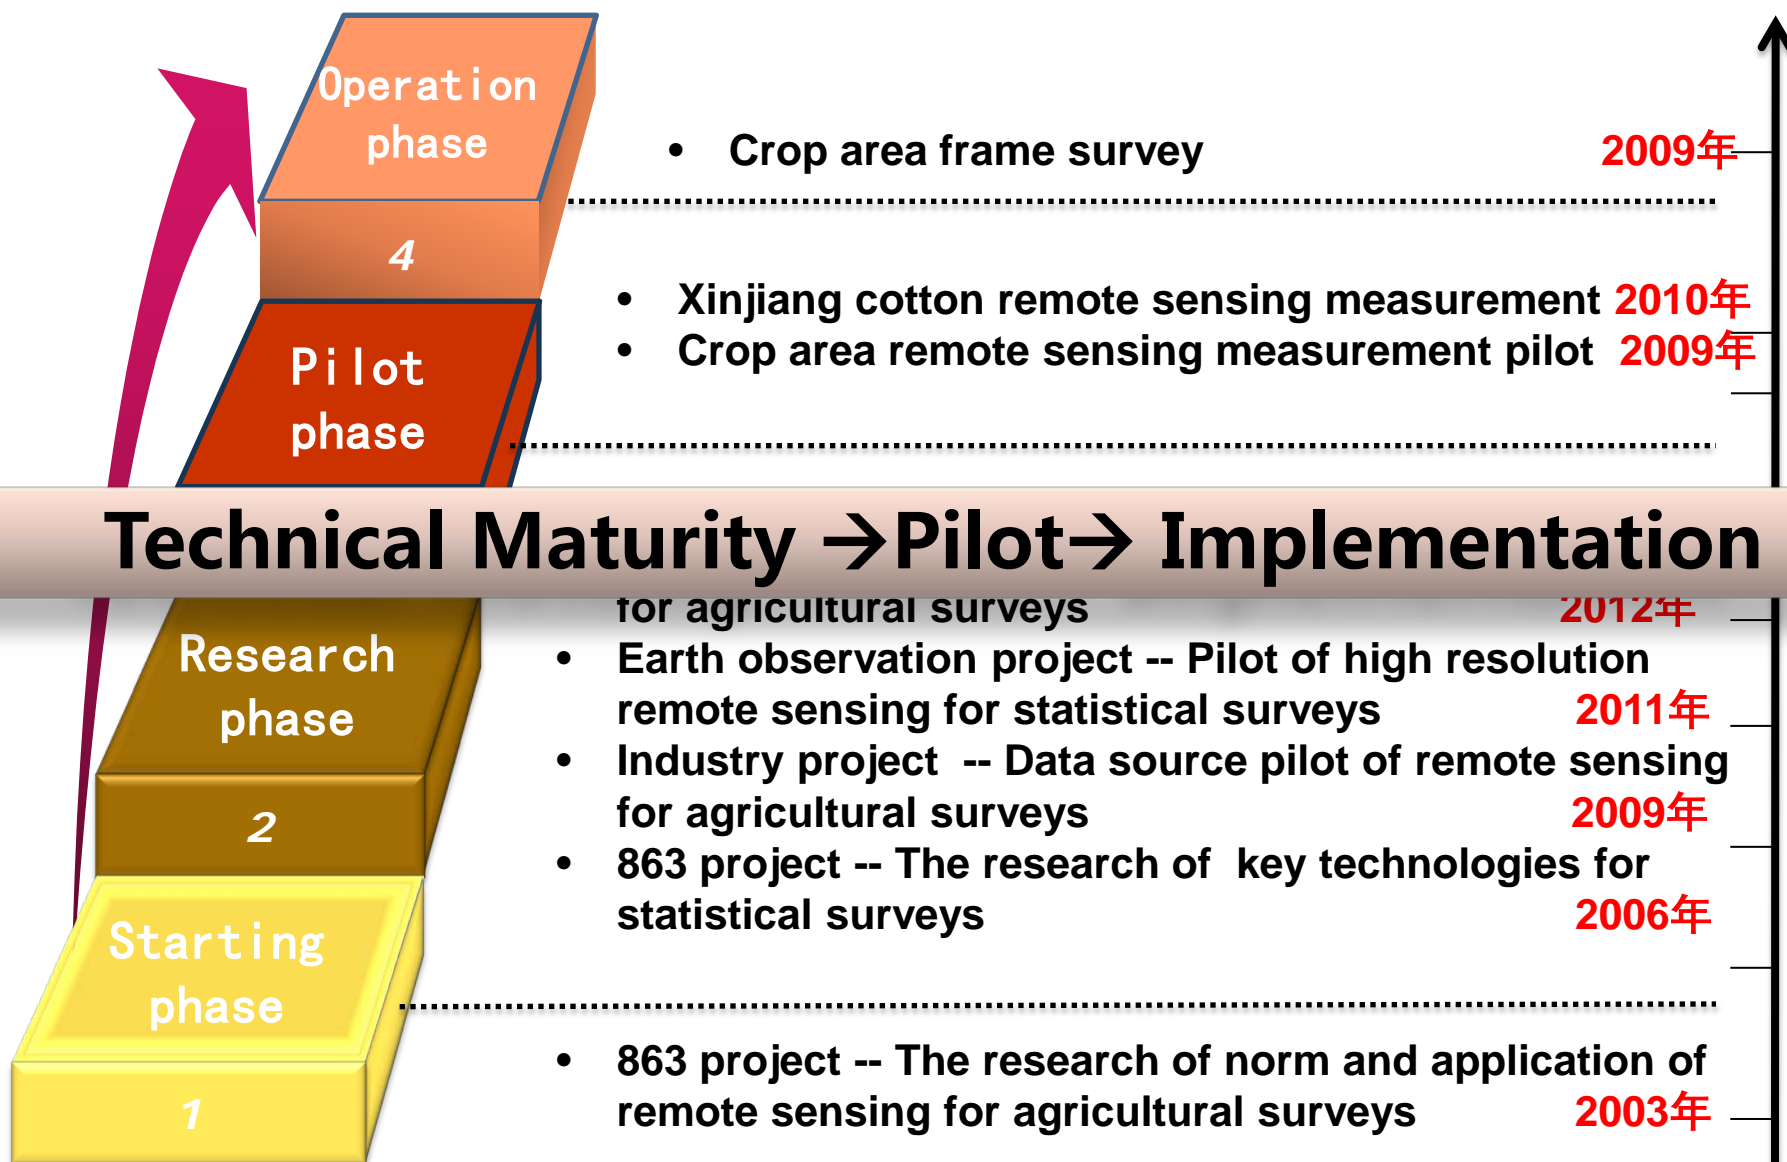 Operation
phase
4
• Crop area frame survey 2009年
• Xinjiang cotton remote sensing measurement 2010年
• Crop area remote sensing measurement pilot 2009年
Pilot
phase
Technical Maturity →Pilot→ Implementation
for agricultural surveys 2012年
Research
phase
2
• Earth observation project -- Pilot of high resolution
remote sensing for statistical surveys 2011年
• Industry project -- Data source pilot of remote sensing
for agricultural surveys 2009年
• 863 project -- The research of key technologies for
statistical surveys 2006年
Starting
phase
1
• 863 project -- The research of norm and application of
remote sensing for agricultural surveys 2003年